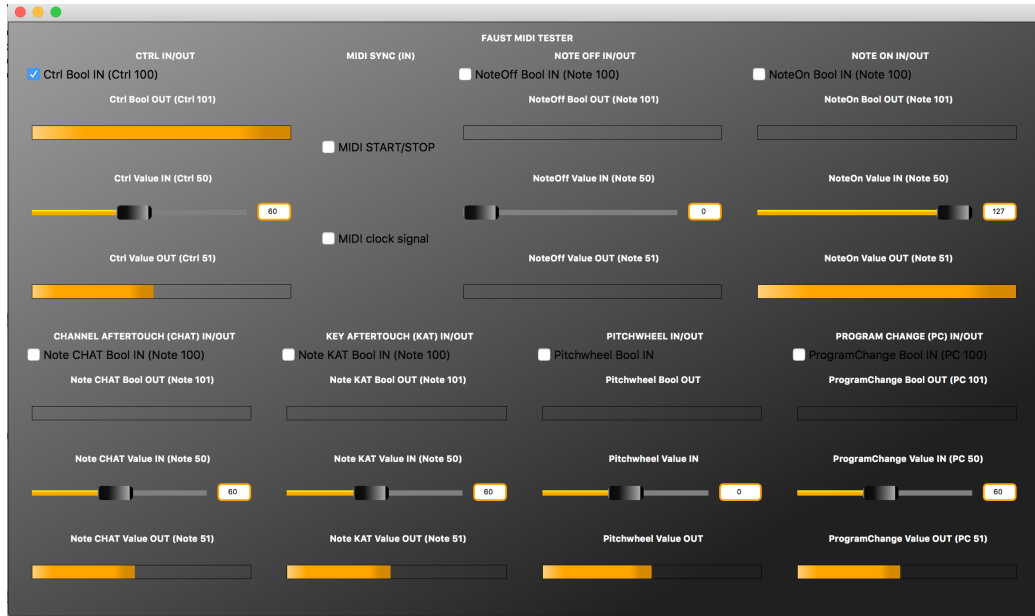 FAUST MIDI TESTER
CTRL IN/OUT
MIDI SYNC (IN)
NOTE OFF IN/OUT
NOTE ON IN/OUT
Ctrl Bool IN (Ctrl 100)
NoteOff Bool IN (Note 100)
NoteOn Bool IN (Note 100)
Ctrl Bool OUT (Ctrl 101)
NoteOff Bool OUT (Note 101)
NoteOn Bool OUT (Note 101)
MIDI START/STOP
Ctrl Value IN (Ctrl 50)
NoteOff Value IN (Note 50)
NoteOn Value IN (Note 50)
60
0
127
MIDI clock signal
Ctrl Value OUT (Ctrl 51)
NoteOff Value OUT (Note 51)
NoteOn Value OUT (Note 51)
CHANNEL AFTERTOUCH (CHAT) IN/OUT
KEY AFTERTOUCH (KAT) IN/OUT
PITCHWHEEL IN/OUT
PROGRAM CHANGE (PC) IN/OUT
Note CHAT Bool IN (Note 100)
Note KAT Bool IN (Note 100)
Pitchwheel Bool IN
ProgramChange Bool IN (PC 100)
Note CHAT Bool OUT (Note 101)
Note KAT Bool OUT (Note 101)
Pitchwheel Bool OUT
ProgramChange Bool OUT (PC 101)
Note CHAT Value IN (Note 50)
Note KAT Value IN (Note 50)
Pitchwheel Value IN
ProgramChange Value IN (PC 50)
60
60
0
60
Note CHAT Value OUT (Note 51)
Note KAT Value OUT (Note 51)
Pitchwheel Value OUT
ProgramChange Value OUT (PC 51)